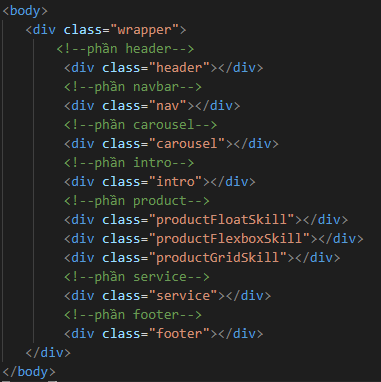 <body>
<div class="wrapper">
<!--phần header-->
<div class="header"></div>
<!--phần navbar-->
<div class="nav"></div>
<!--phần carousel-->
<div class="carousel"></div>
<!--phần intro-->
<div class="intro"></div>
<!--phần product-->
<div class="productFloatSkill"></div>
<div class="productFlexboxSkill"></div>
<div class="productGridSkill"></div>
<!--phần service-->
<div class="service"></div>
<!--phần footer-->
<div class="footer"></div>
</div>
</body>